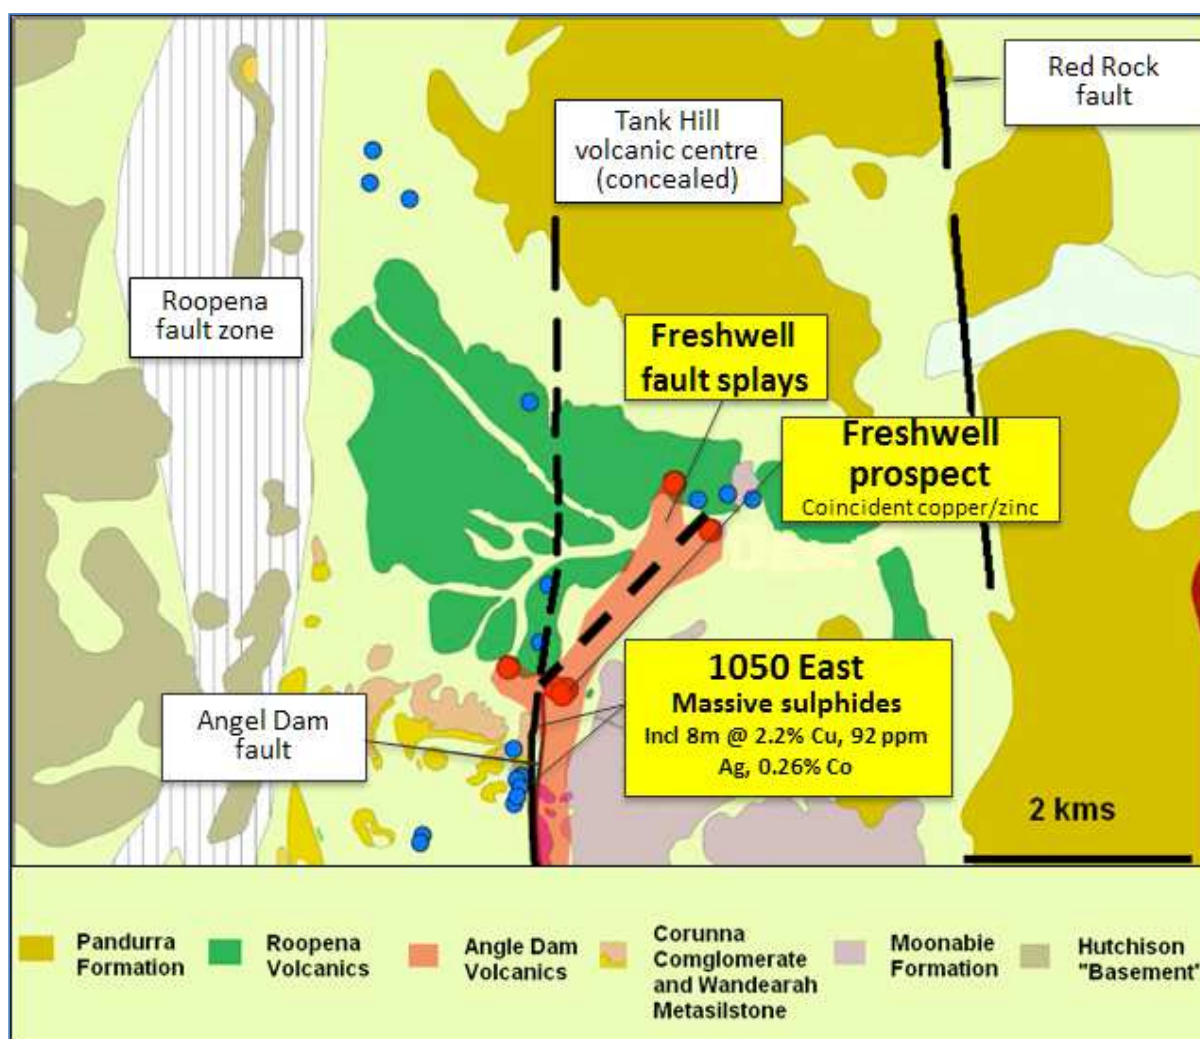 Red Rock
fault
Tank Hill
volcanic centre
(concealed)
Roopena
fault zone
Freshwell
fault splays
Freshwell
prospect
Coincident copper/zinc
1050 East
Massive sulphides
Incl 8m @ 2.2% Cu, 92 ppm
Ag, 0.26% Co
Angel Dam
fault
2 kms
Pandurra
Formation
Roopena
Volcanics
Angle Dam
Volcanics
Corunna
Comglomerate
and Wandearah
Metasilstone
Moonabie
Formation
Hutchison
"Basement"